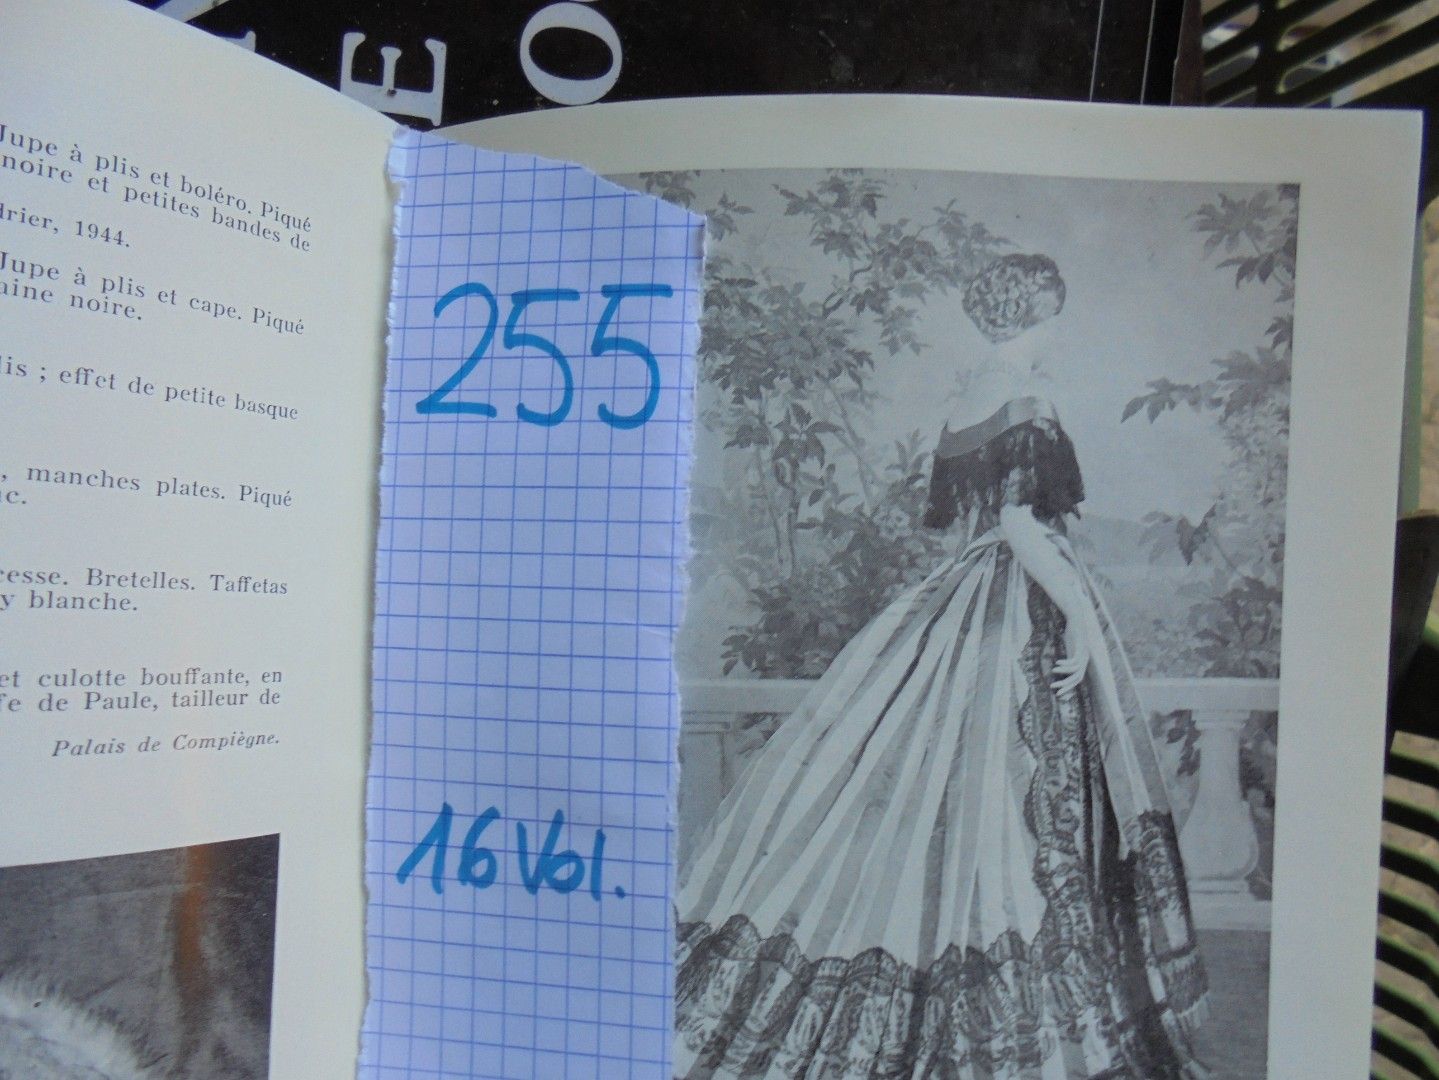 E
O
Jupe à plis et boléro. Piqué
noire et petites bandes de
drier, 1944.
Jupe à plis et cape. Piqué
aine noire.
lis ; effet de petite basque
, manches plates. Piqué
c.
cesse. Bretelles. Taffetas
y blanche.
et culotte bouffante, en
fe de Paule, tailleur de
Palais de Compiègne.
255
16 Vol.